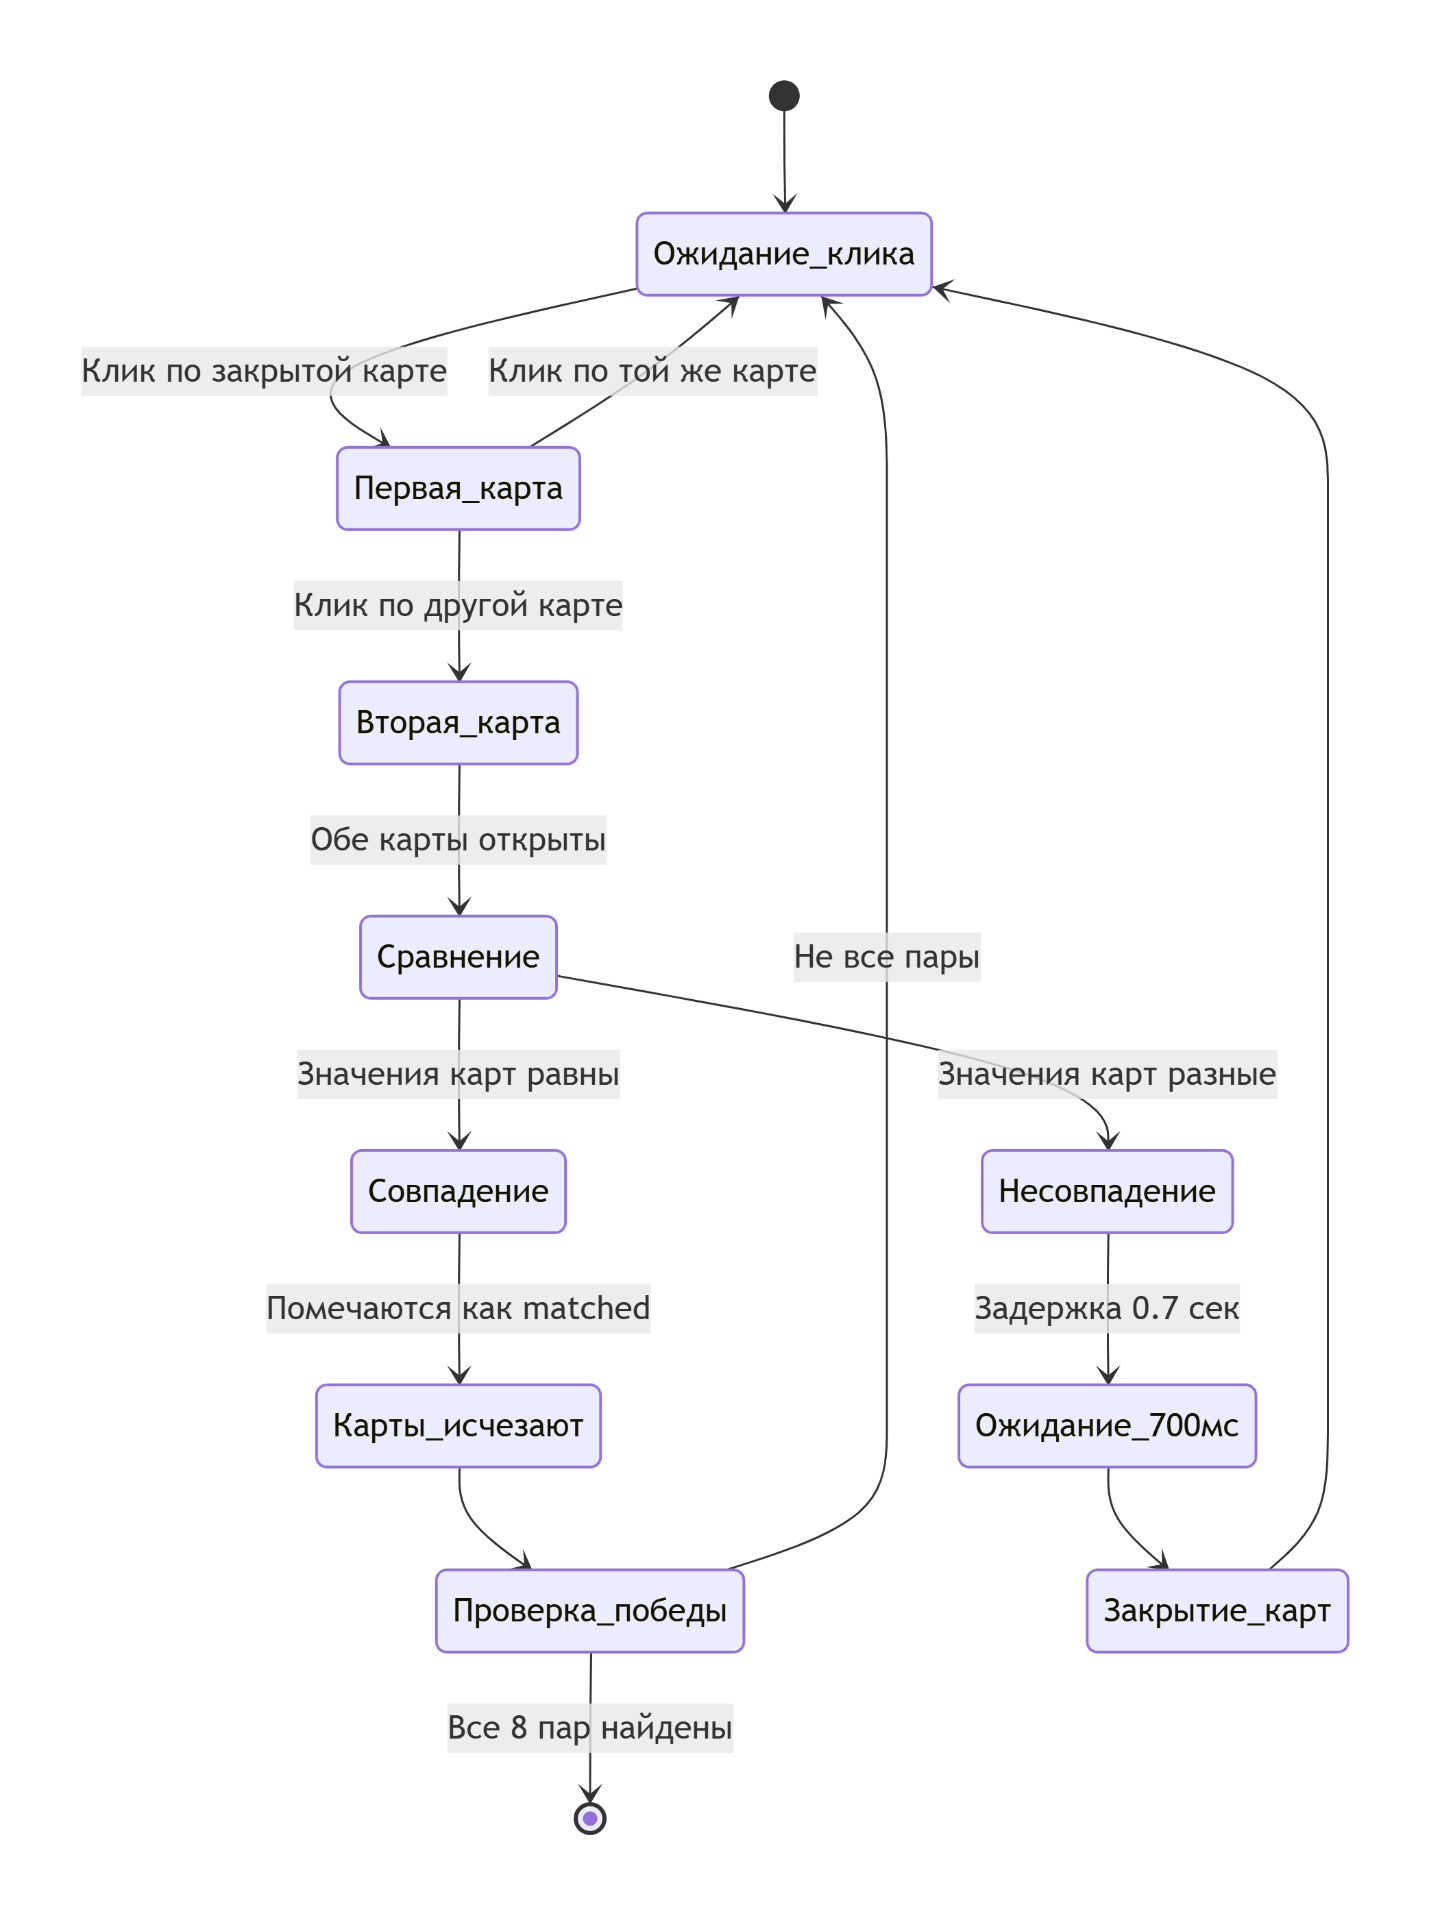 Ожидание_клика
Клик по закрытой карте
Клик по той же карте
Первая_карта
Клик по другой карте
Вторая_карта
Обе карты открыты
Сравнение
Не все пары
Значения карт равны
Значения карт разные
Совпадение
Несовпадение
Помечаются как matched
Задержка 0.7 сек
Карты_исчезают
Ожидание_700мс
Проверка_победы
Закрытие_карт
Все 8 пар найдены